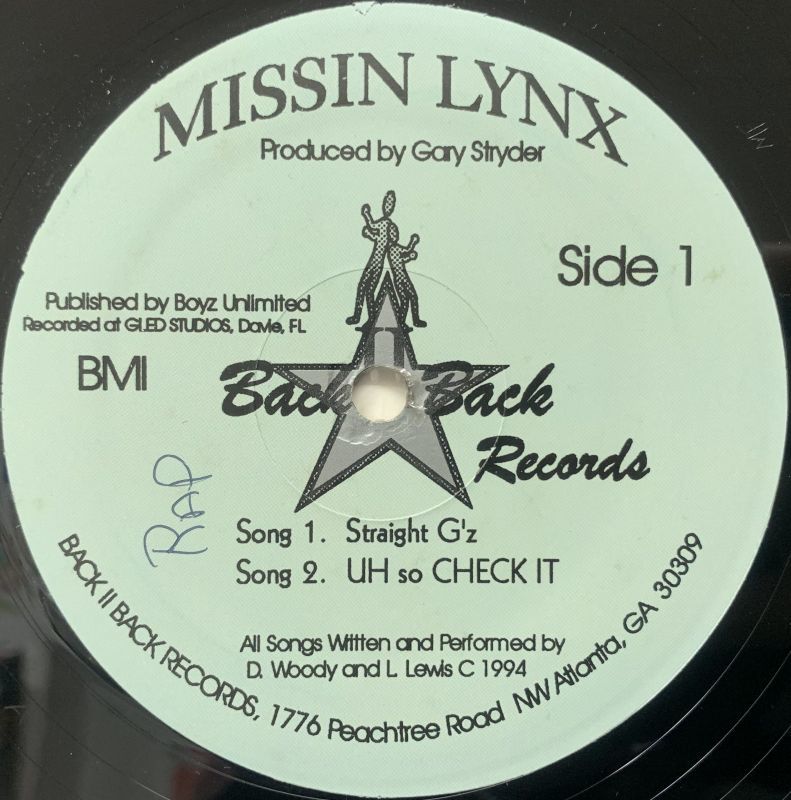 MISSIN LYNX
Produced by Gary Stryder
Side 1
Published by Boyz Unlimited
Recorded at GLED STUDIOS, Davie, FL
BMI
Back II Back
Records
Rap
Song 1. Straight G'z
Song 2. UH so CHECK IT
All Songs Written and Performed by
D. Woody and L. Lewis C 1994
BACK II BACK RECORDS, 1776 Peachtree Road NW Atlanta, GA 30309